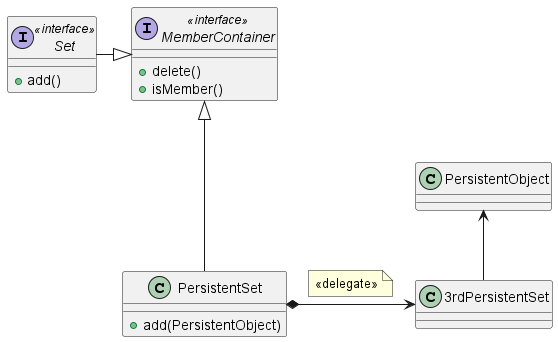 I
«interface»
Set
+ add()
I
«interface»
MemberContainer
delete()
isMember()
C PersistentObject
C PersistentSet
add(PersistentObject)
«delegate»
C 3rdPersistentSet